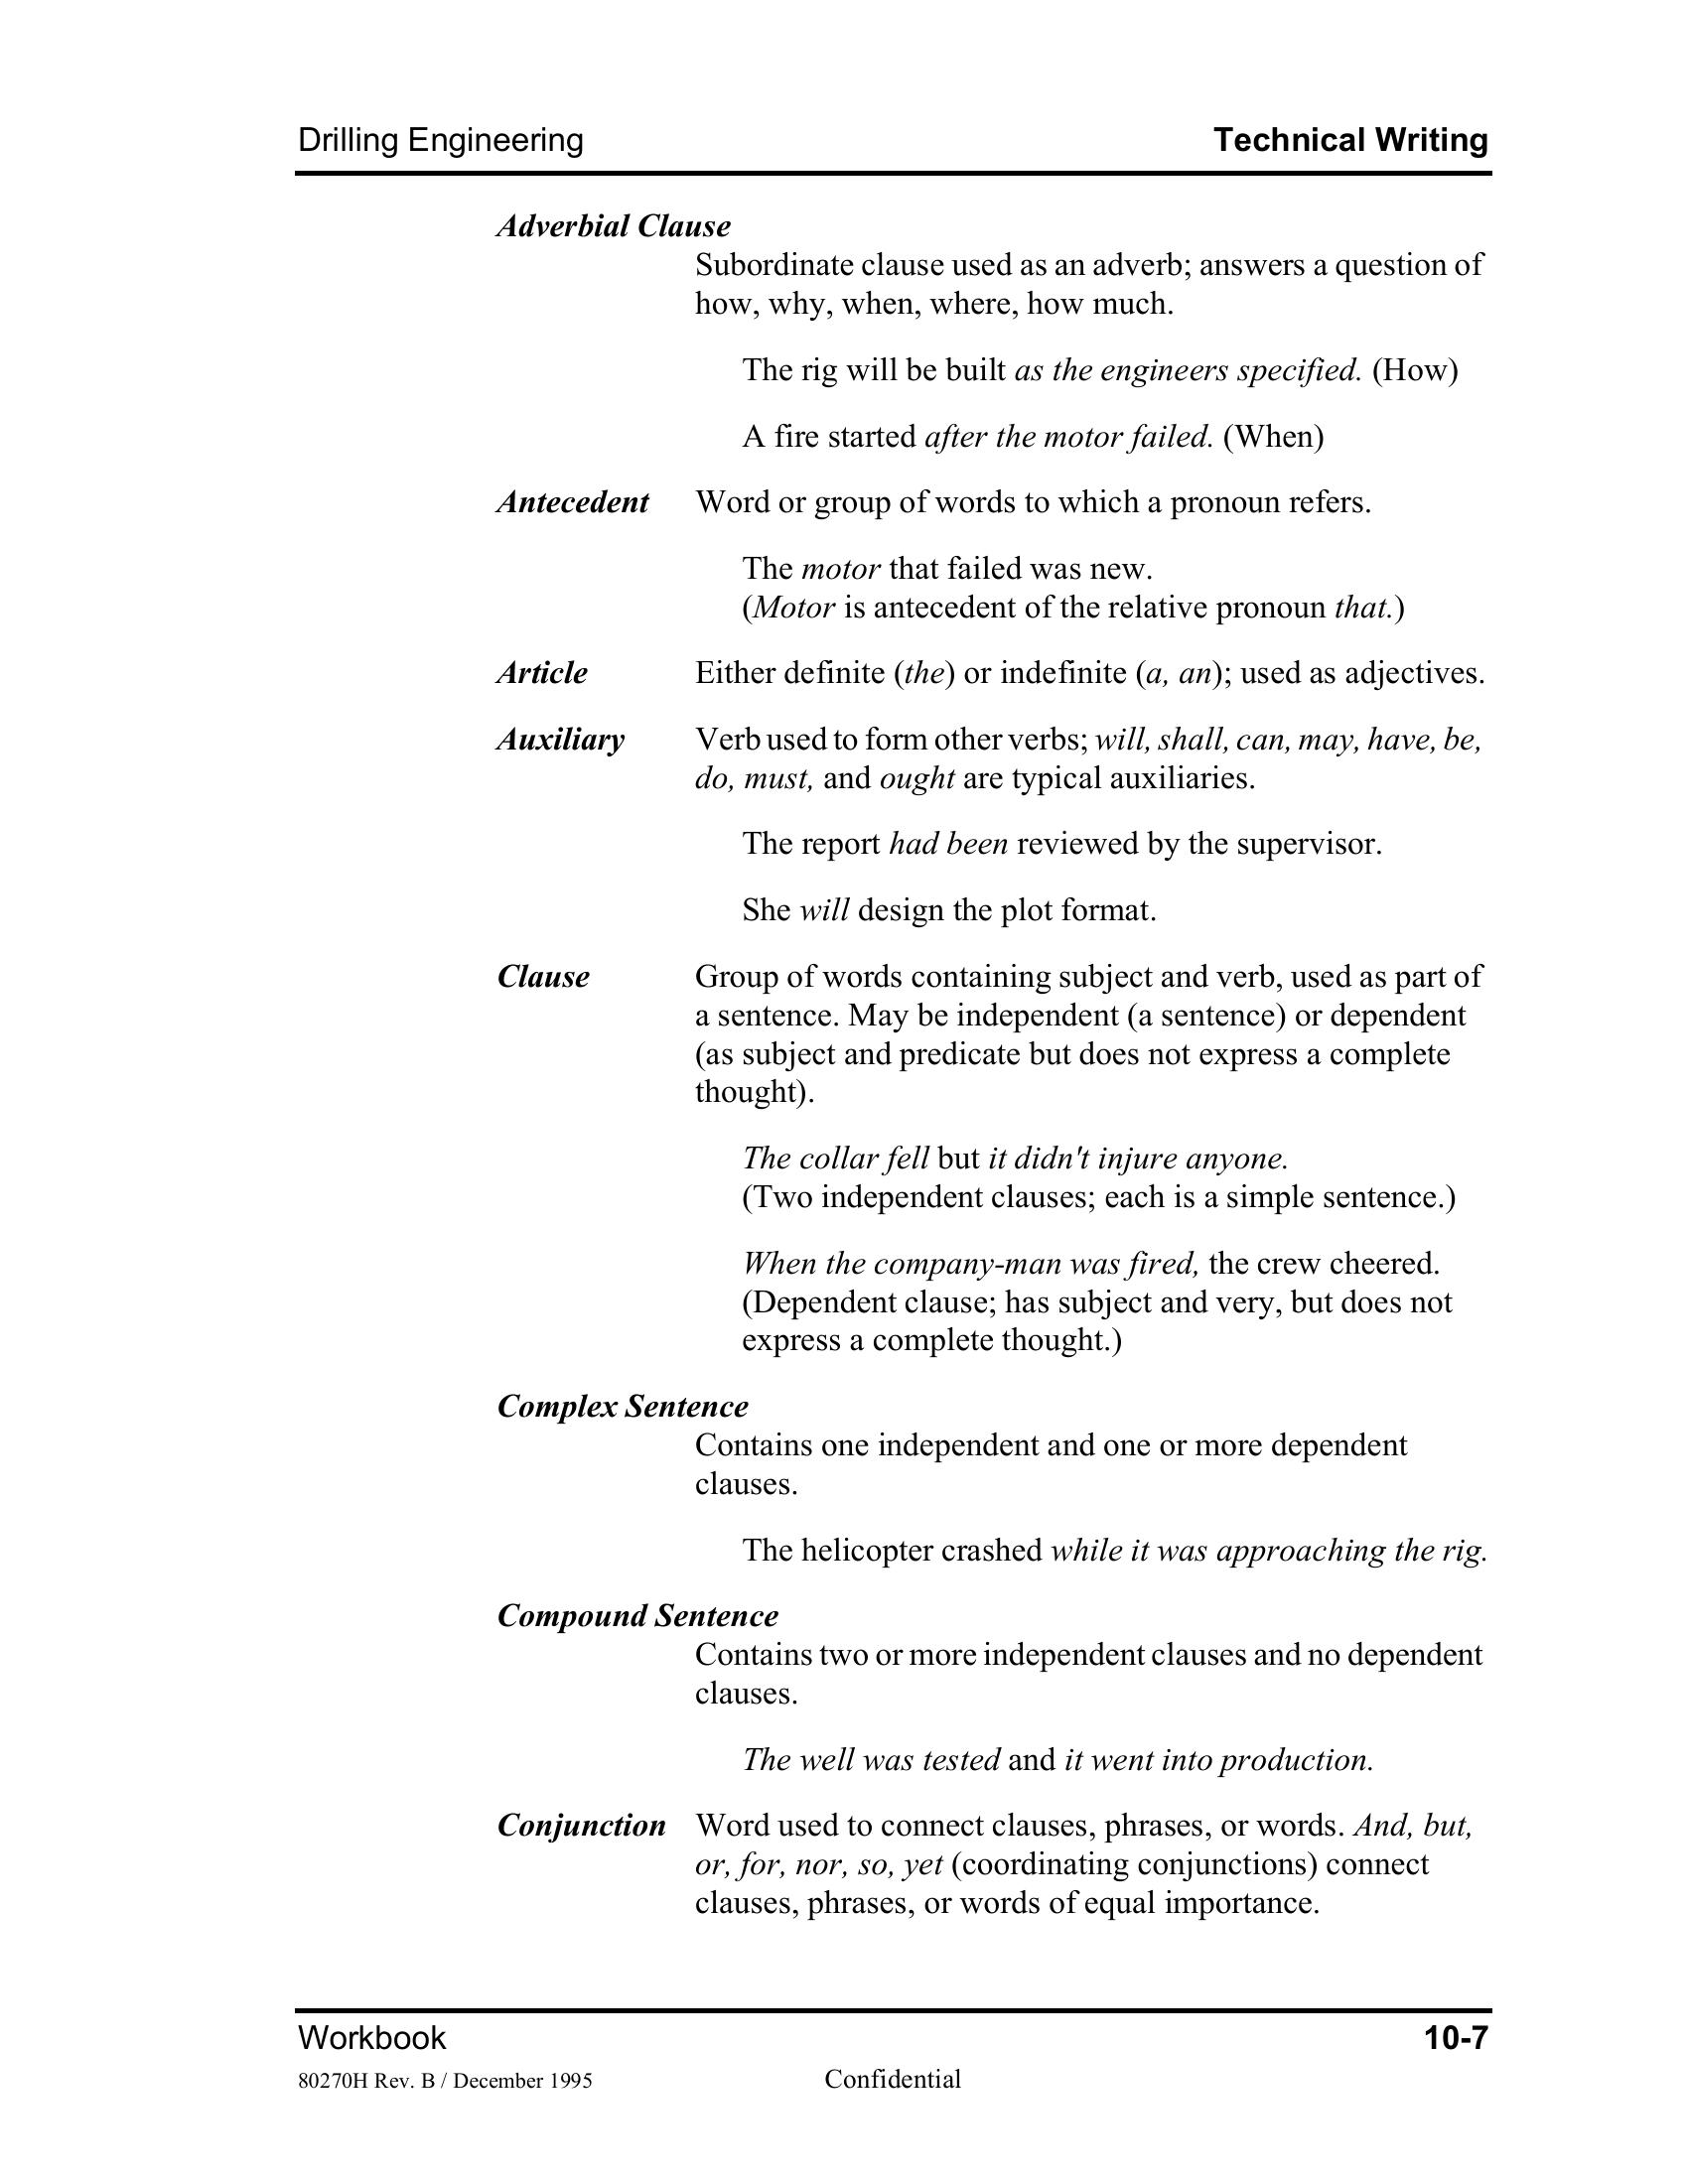 Drilling Engineering Technical Writing
Adverbial Clause
Subordinate clause used as an adverb; answers a question of
how, why, when, where, how much.
The rig will be built as the engineers specified. (How)
A fire started after the motor failed. (When)
Antecedent Word or group of words to which a pronoun refers.
The motor that failed was new.
(Motor is antecedent of the relative pronoun that.)
Article Either definite (the) or indefinite (a, an); used as adjectives.
Auxiliary Verb used to form other verbs; will, shall, can, may, have, be,
do, must, and ought are typical auxiliaries.
The report had been reviewed by the supervisor.
She will design the plot format.
Clause Group of words containing subject and verb, used as part of
a sentence. May be independent (a sentence) or dependent
(as subject and predicate but does not express a complete
thought).
The collar fell but it didn't injure anyone.
(Two independent clauses; each is a simple sentence.)
When the company-man was fired, the crew cheered.
(Dependent clause; has subject and very, but does not
express a complete thought.)
Complex Sentence
Contains one independent and one or more dependent
clauses.
The helicopter crashed while it was approaching the rig.
Compound Sentence
Contains two or more independent clauses and no dependent
clauses.
The well was tested and it went into production.
Conjunction Word used to connect clauses, phrases, or words. And, but,
or, for, nor, so, yet (coordinating conjunctions) connect
clauses, phrases, or words of equal importance.
Workbook 10-7
80270H Rev. B / December 1995 Confidential